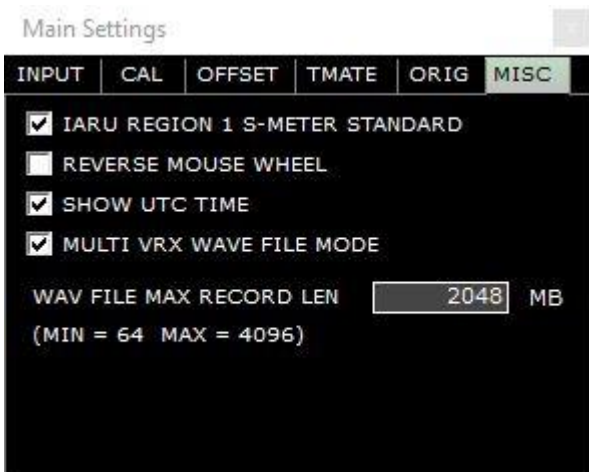 Main Settings
INPUT CAL OFFSET TMATE ORIG MISC
IARU REGION 1 S-METER STANDARD
REVERSE MOUSE WHEEL
SHOW UTC TIME
MULTI VRX WAVE FILE MODE
WAV FILE MAX RECORD LEN 2048 MB
(MIN = 64 MAX = 4096)